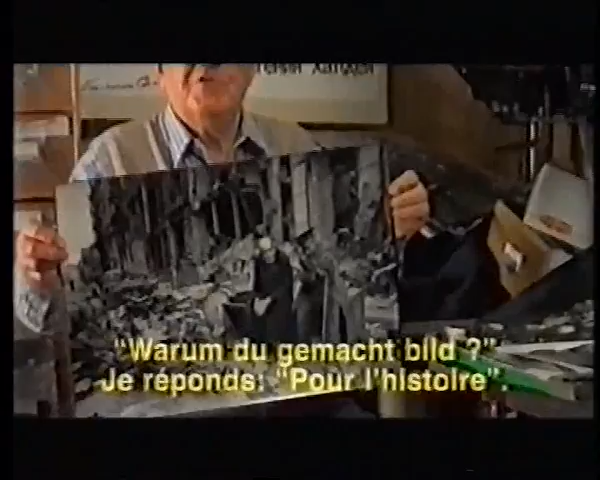 "Warum du gemacht bild ?"
Je réponds: "Pour l'histoire".